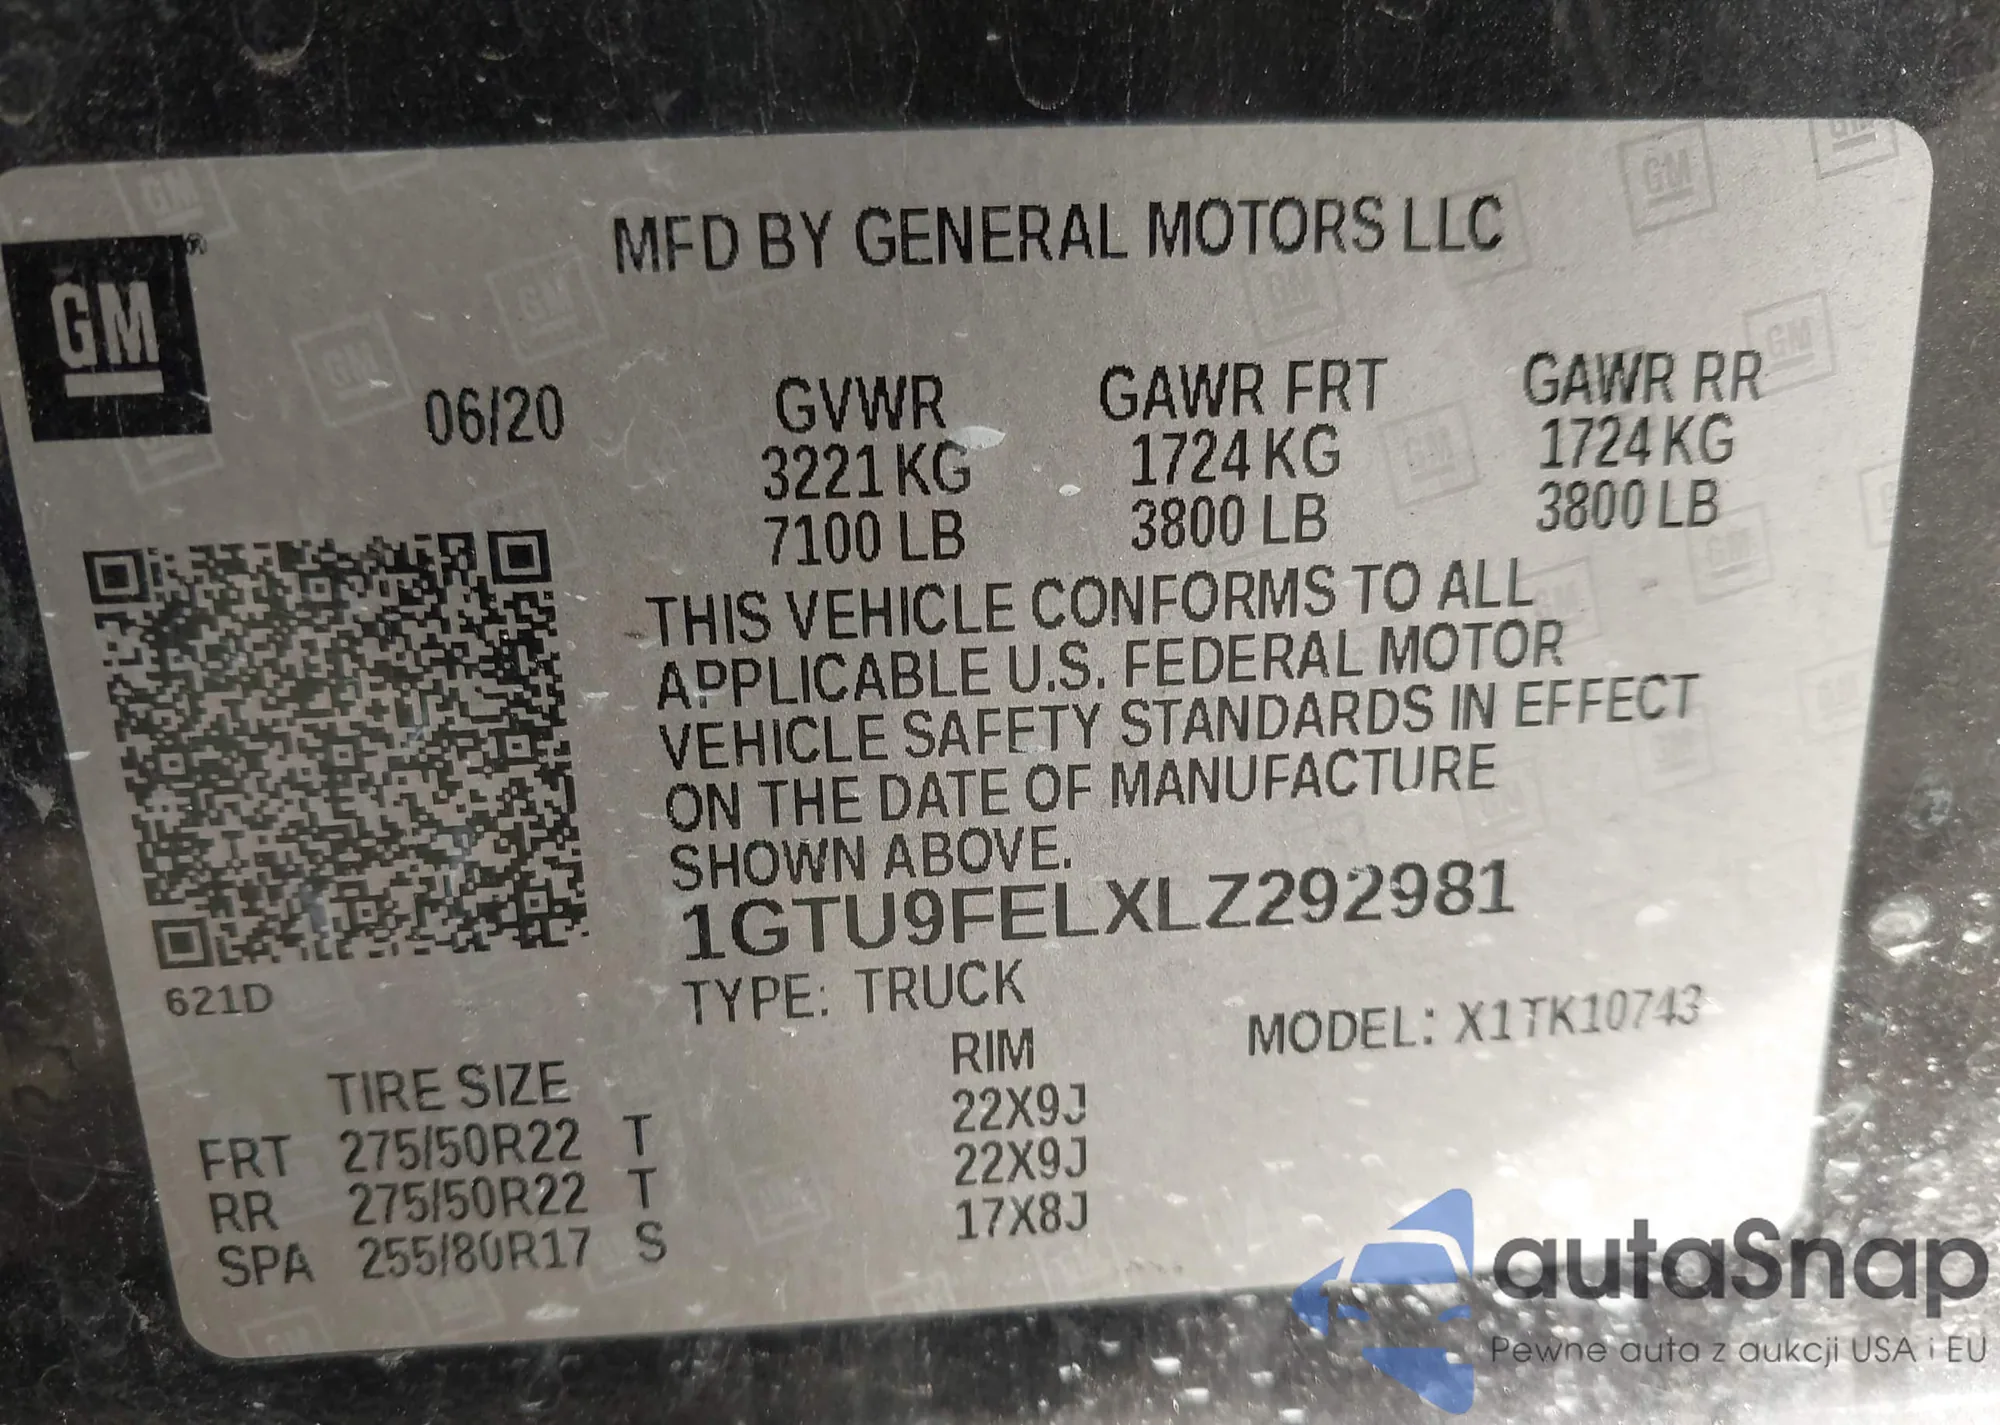 MFD BY GENERAL MOTORS LLC
GM
®
06/20 GVWR GAWR FRT GAWR RR
3221 KG 1724 KG 1724 KG
7100 LB 3800 LB 3800 LB
THIS VEHICLE CONFORMS TO ALL
APPLICABLE U.S. FEDERAL MOTOR
VEHICLE SAFETY STANDARDS IN EFFECT
ON THE DATE OF MANUFACTURE
SHOWN ABOVE.
1GTU9FELXLZ292981
621D
TYPE: TRUCK MODEL: X1TK10743
TIRE SIZE RIM
FRT 275/50R22 T 22X9J
RR 275/50R22 T 22X9J
SPA 255/80R17 S 17X8J
autaSnap
Pewne auta z aukcji USA i EU